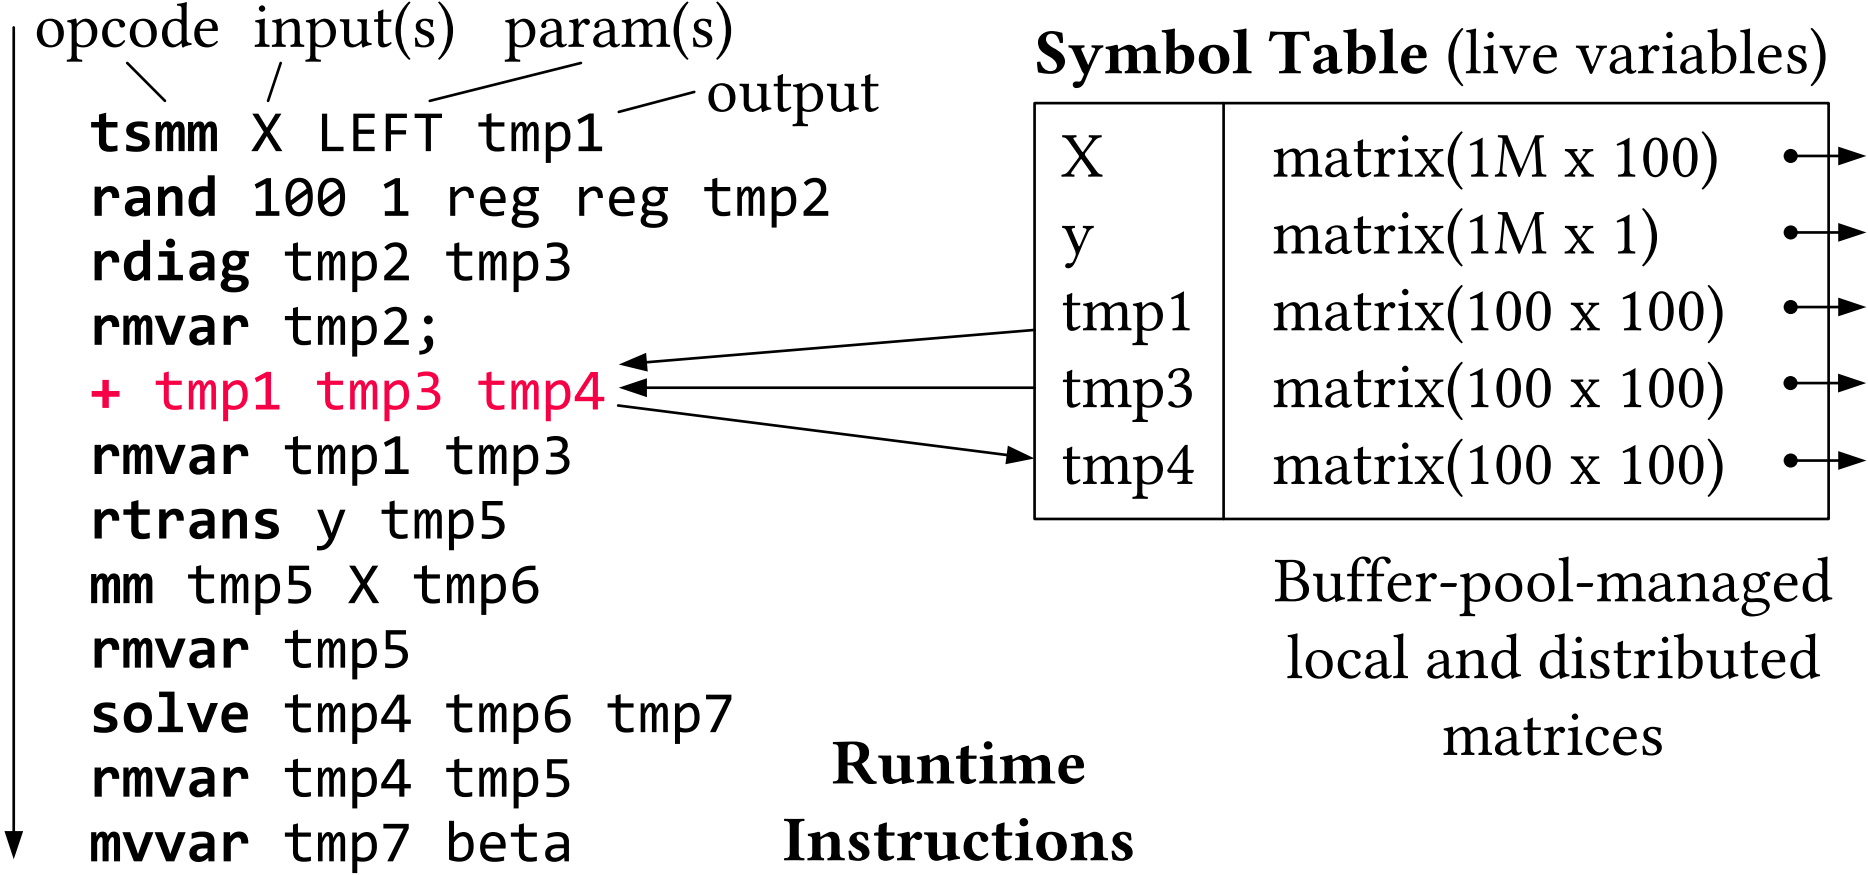 opcode input(s) param(s)
output
tsmm X LEFT tmp1
rand 100 1 reg reg tmp2
rdiag tmp2 tmp3
rmvar tmp2;
+ tmp1 tmp3 tmp4
rmvar tmp1 tmp3
rtrans y tmp5
mm tmp5 X tmp6
rmvar tmp5
solve tmp4 tmp6 tmp7
rmvar tmp4 tmp5
mvvar tmp7 beta
Runtime
Instructions
Symbol Table (live variables)
X matrix(1M x 100)
y matrix(1M x 1)
tmp1 matrix(100 x 100)
tmp3 matrix(100 x 100)
tmp4 matrix(100 x 100)
Buffer-pool-managed
local and distributed
matrices